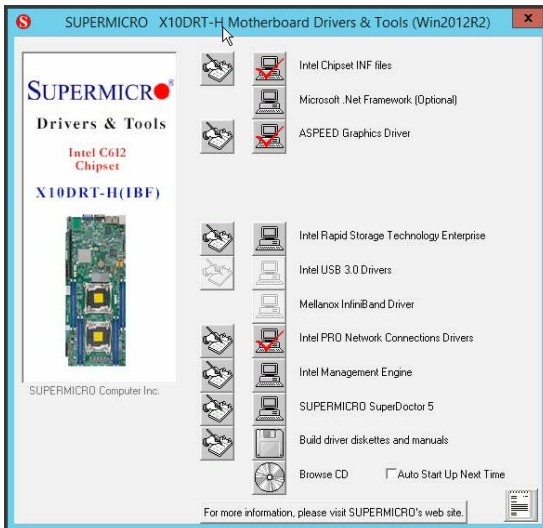 SUPERMICRO X10DRT-H Motherboard Drivers & Tools (Win2012R2)
SUPERMICRO
Drivers & Tools
Intel C612
Chipset
X10DRT-H(IBF)
SUPERMICRO Computer Inc.
Intel Chipset INF files
Microsoft .Net Framework (Optional)
ASPEED Graphics Driver
Intel Rapid Storage Technology Enterprise
Intel USB 3.0 Drivers
Mellanox InfiniBand Driver
Intel PRO Network Connections Drivers
Intel Management Engine
SUPERMICRO SuperDoctor 5
Build driver diskettes and manuals
Browse CD
Auto Start Up Next Time
For more information, please visit SUPERMICRO's web site.